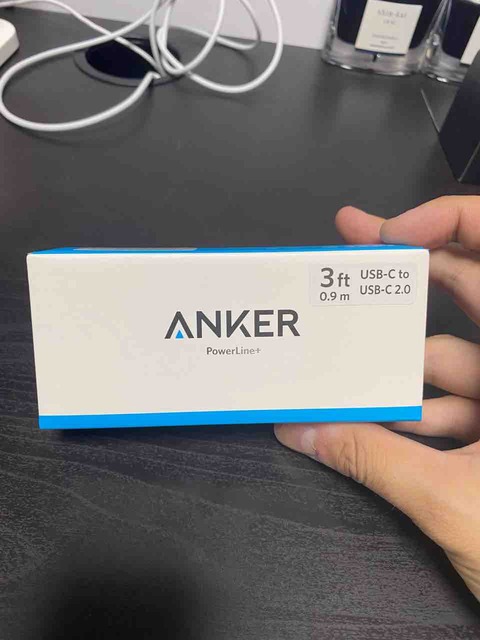 3 ft
0.9 m
USB-C to
USB-C 2.0
ANKER
PowerLine+